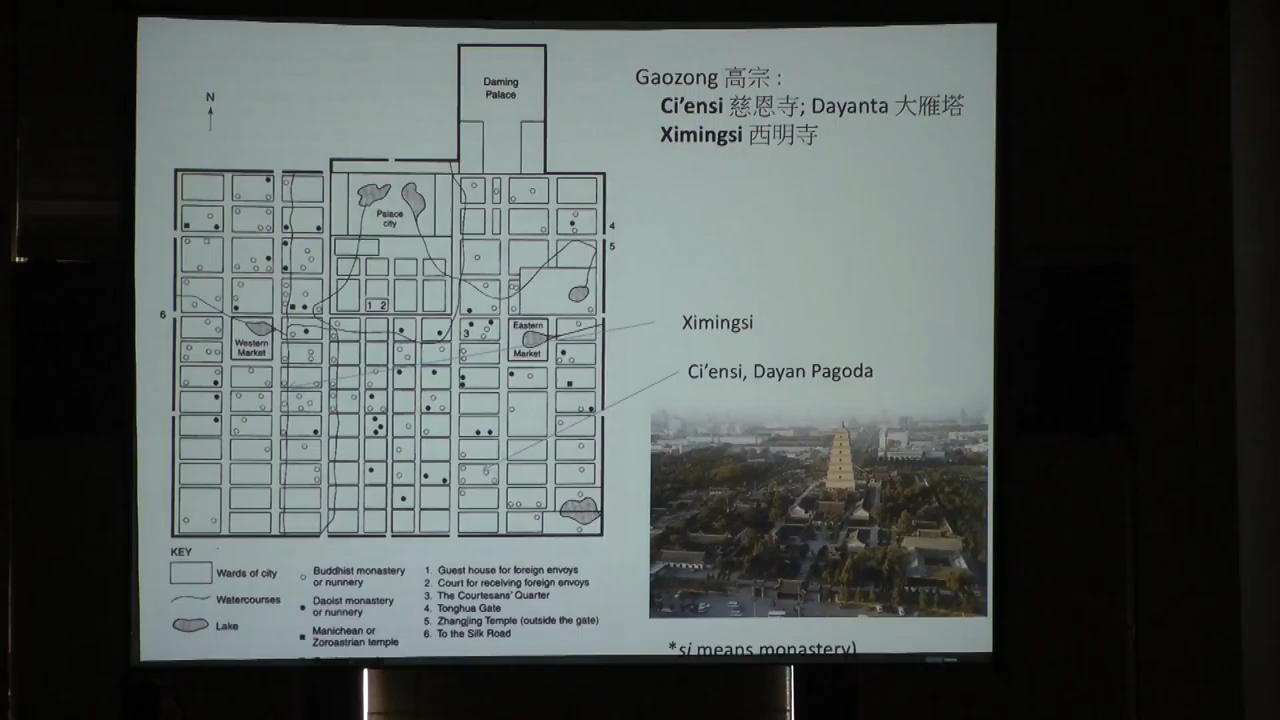 N
Daming
Palace
Palace
city
1 2
3
4
5
6
Western
Market
Eastern
Market
Gaozong 高宗 :
Ci'ensi 慈恩寺; Dayanta 大雁塔
Ximingsi 西明寺
Ximingsi
Ci'ensi, Dayan Pagoda
KEY
Wards of city
Watercourses
Lake
Buddhist monastery
or nunnery
Daoist monastery
or nunnery
Manichean or
Zoroastrian temple
1. Guest house for foreign envoys
2. Court for receiving foreign envoys
3. The Courtesans' Quarter
4. Tonghua Gate
5. Zhangjing Temple (outside the gate)
6. To the Silk Road
*si means monastery)